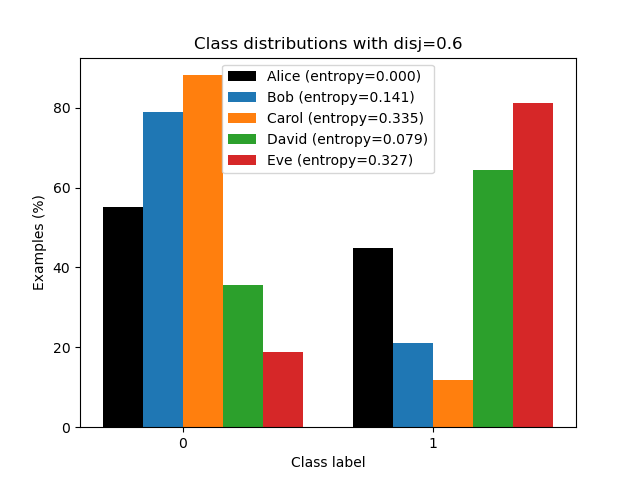 Class distributions with disj=0.6
Alice (entropy=0.000)
Bob (entropy=0.141)
Carol (entropy=0.335)
David (entropy=0.079)
Eve (entropy=0.327)
Examples (%)
80
60
40
20
0
0 1
Class label